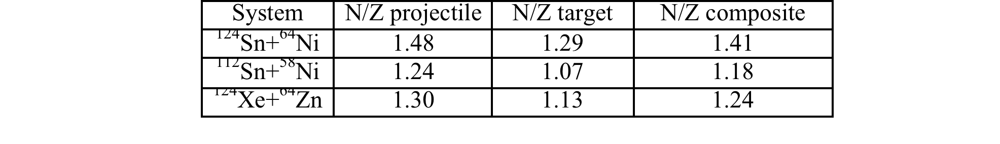 System N/Z projectile N/Z target N/Z composite
¹²⁴Sn+⁶⁴Ni 1.48 1.29 1.41
¹¹²Sn+⁵⁸Ni 1.24 1.07 1.18
¹²⁴Xe+⁶⁴Zn 1.30 1.13 1.24